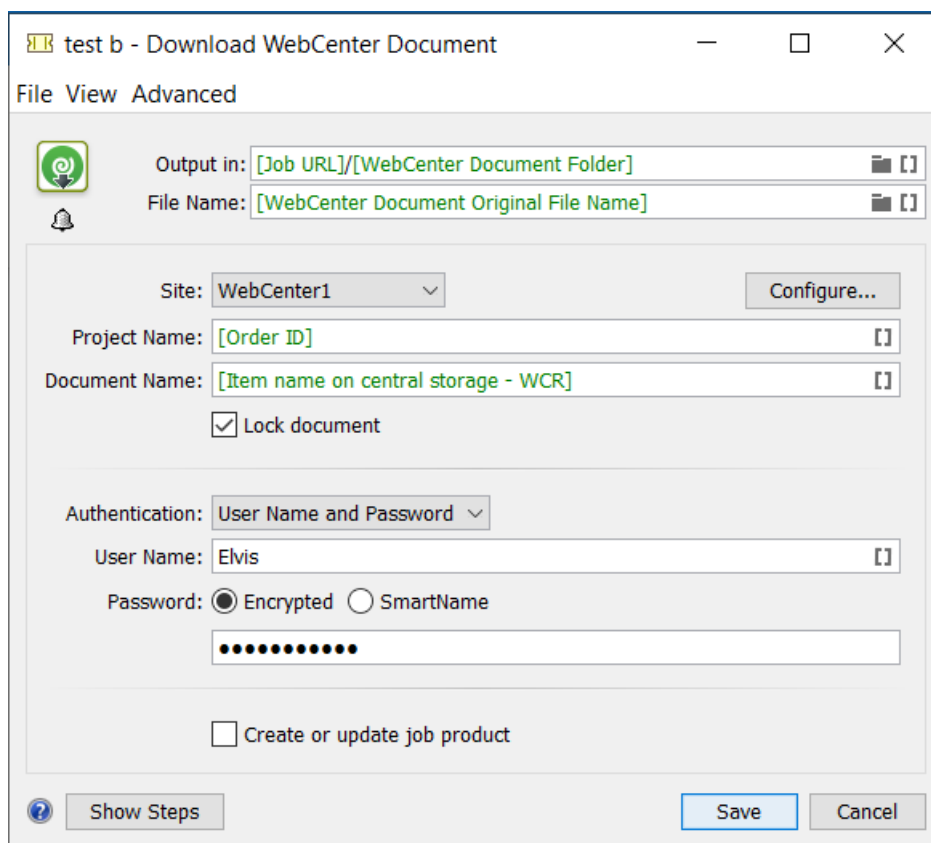 test b - Download WebCenter Document
File View Advanced
Output in: [Job URL]/[WebCenter Document Folder]
File Name: [WebCenter Document Original File Name]
Site: WebCenter1 Configure...
Project Name: [Order ID]
Document Name: [Item name on central storage - WCR]
Lock document
Authentication: User Name and Password
User Name: Elvis
Password: Encrypted SmartName
•••••••••••
Create or update job product
? Show Steps Save Cancel